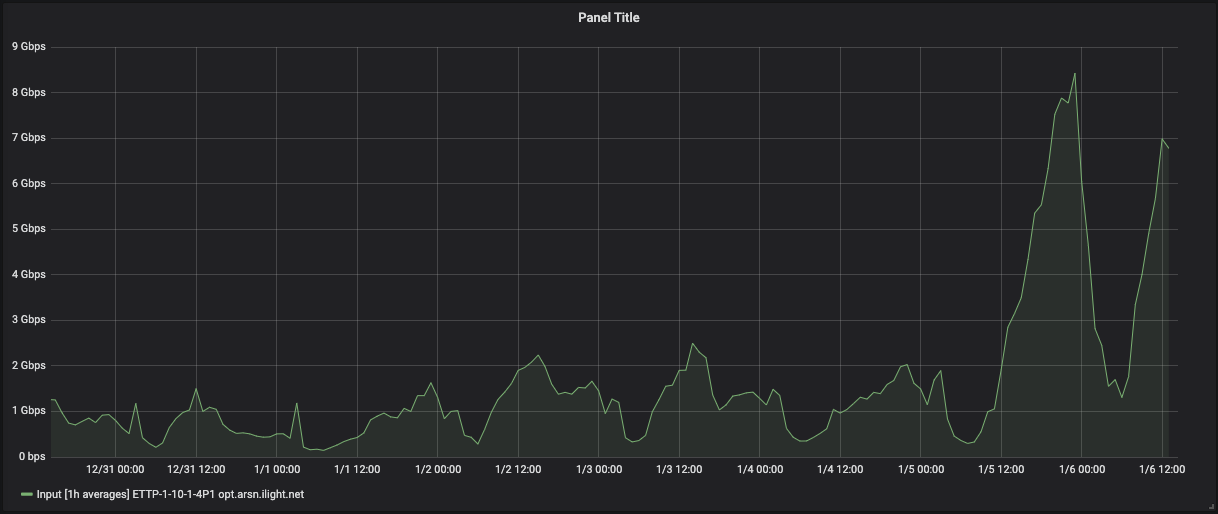 Panel Title
9 Gbps
8 Gbps
7 Gbps
6 Gbps
5 Gbps
4 Gbps
3 Gbps
2 Gbps
1 Gbps
0 bps
12/31 00:00 12/31 12:00 1/1 00:00 1/1 12:00 1/2 00:00 1/2 12:00 1/3 00:00 1/3 12:00 1/4 00:00 1/4 12:00 1/5 00:00 1/5 12:00 1/6 00:00 1/6 12:00
Input [1h averages] ETTP-1-10-1-4P1 opt.arsn.ilight.net